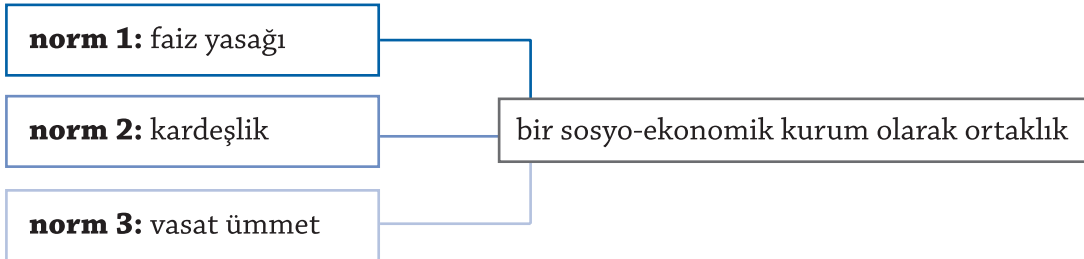 norm 1: faiz yasağı
norm 2: kardeşlik
bir sosyo-ekonomik kurum olarak ortaklık
norm 3: vasat ümmet